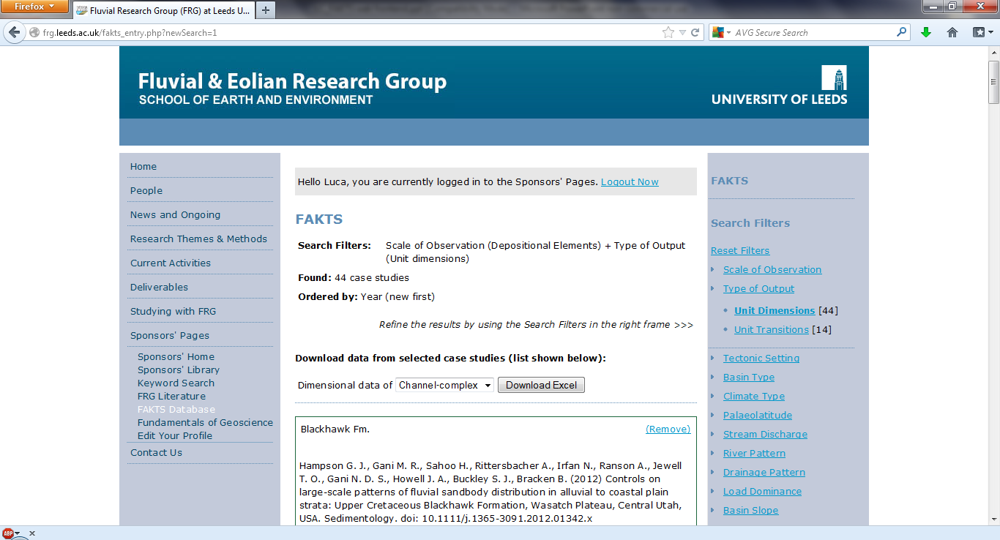 Firefox
Fluvial Research Group (FRG) at Leeds U...
frg.leeds.ac.uk/fakts_entry.php?newSearch=1
AVG Secure Search
Fluvial & Eolian Research Group
SCHOOL OF EARTH AND ENVIRONMENT
UNIVERSITY OF LEEDS
Home
People
News and Ongoing
Research Themes & Methods
Current Activities
Deliverables
Studying with FRG
Sponsors' Pages
Sponsors' Home
Sponsors' Library
Keyword Search
FRG Literature
FAKTS Database
Fundamentals of Geoscience
Edit Your Profile
Contact Us
Hello Luca, you are currently logged in to the Sponsors' Pages. Logout Now
FAKTS
Search Filters: Scale of Observation (Depositional Elements) + Type of Output
(Unit dimensions)
Found: 44 case studies
Ordered by: Year (new first)
Refine the results by using the Search Filters in the right frame >>>
Download data from selected case studies (list shown below):
Dimensional data of Channel-complex Download Excel
Blackhawk Fm. (Remove)
Hampson G. J., Gani M. R., Sahoo H., Rittersbacher A., Irfan N., Ranson A., Jewell
T. O., Gani N. D. S., Howell J. A., Buckley S. J., Bracken B. (2012) Controls on
large-scale patterns of fluvial sandbody distribution in alluvial to coastal plain
strata: Upper Cretaceous Blackhawk Formation, Wasatch Plateau, Central Utah,
USA. Sedimentology. doi: 10.1111/j.1365-3091.2012.01342.x
FAKTS
Search Filters
Reset Filters
Scale of Observation
Type of Output
Unit Dimensions [44]
Unit Transitions [14]
Tectonic Setting
Basin Type
Climate Type
Palaeolatitude
Stream Discharge
River Pattern
Drainage Pattern
Load Dominance
Basin Slope
ABP